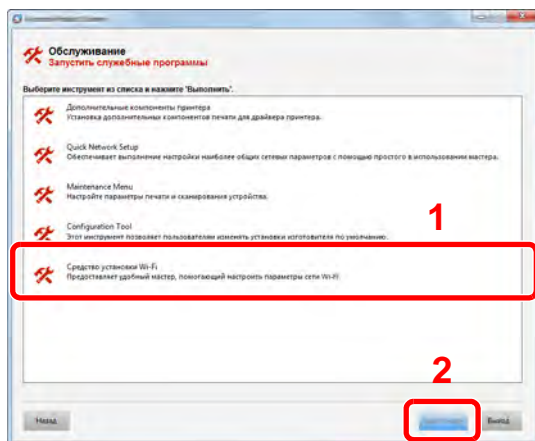 Обслуживание
Запустить служебные программы
Выберите инструмент из списка и нажмите 'Выполнить'.
Дополнительные компоненты принтера
Установка дополнительных компонентов печати для драйвера принтера.
Quick Network Setup
Обеспечивает выполнение настройки наиболее общих сетевых параметров с помощью простого в использовании мастера.
Maintenance Menu
Настройте параметры печати и сканирования устройства.
Configuration Tool
Этот инструмент позволяет пользователям изменять установки изготовителя по умолчанию.
1
Средство установки Wi-Fi
Предоставляет удобный мастер, помогающий настроить параметры сети Wi-Fi.
2
Назад
Выход